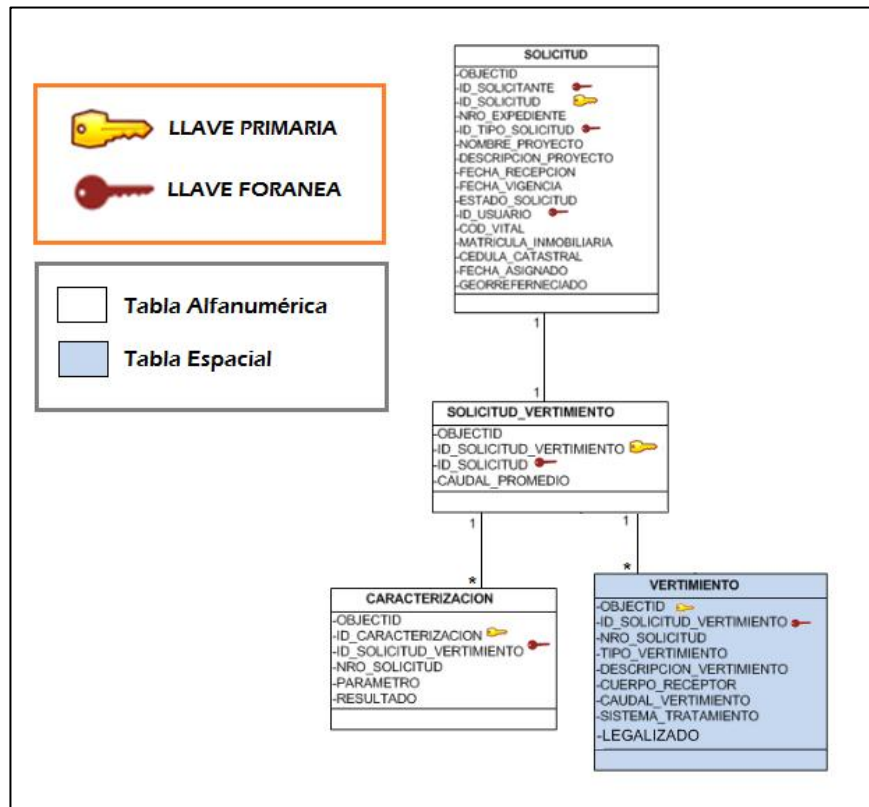 LLAVE PRIMARIA
LLAVE FORANEA
Tabla Alfanumérica
Tabla Espacial
SOLICITUD
-OBJECTID
-ID_SOLICITANTE
-ID_SOLICITUD
-NRO_EXPEDIENTE
-ID_TIPO_SOLICITUD
-NOMBRE_PROYECTO
-DESCRIPCION_PROYECTO
-FECHA_RECEPCION
-FECHA_VIGENCIA
-ESTADO_SOLICITUD
-ID_USUARIO
-COD_VITAL
-MATRICULA_INMOBILIARIA
-CEDULA_CATASTRAL
-FECHA_ASIGNADO
-GEORREFERNECIADO
1
1
SOLICITUD_VERTIMIENTO
-OBJECTID
-ID_SOLICITUD_VERTIMIENTO
-ID_SOLICITUD
-CAUDAL_PROMEDIO
1
1
*
*
CARACTERIZACION
-OBJECTID
-ID_CARACTERIZACION
-ID_SOLICITUD_VERTIMIENTO
-NRO_SOLICITUD
-PARAMETRO
-RESULTADO
VERTIMIENTO
-OBJECTID
-ID_SOLICITUD_VERTIMIENTO
-NRO_SOLICITUD
-TIPO_VERTIMIENTO
-DESCRIPCION_VERTIMIENTO
-CUERPO_RECEPTOR
-CAUDAL_VERTIMIENTO
-SISTEMA_TRATAMIENTO
-LEGALIZADO